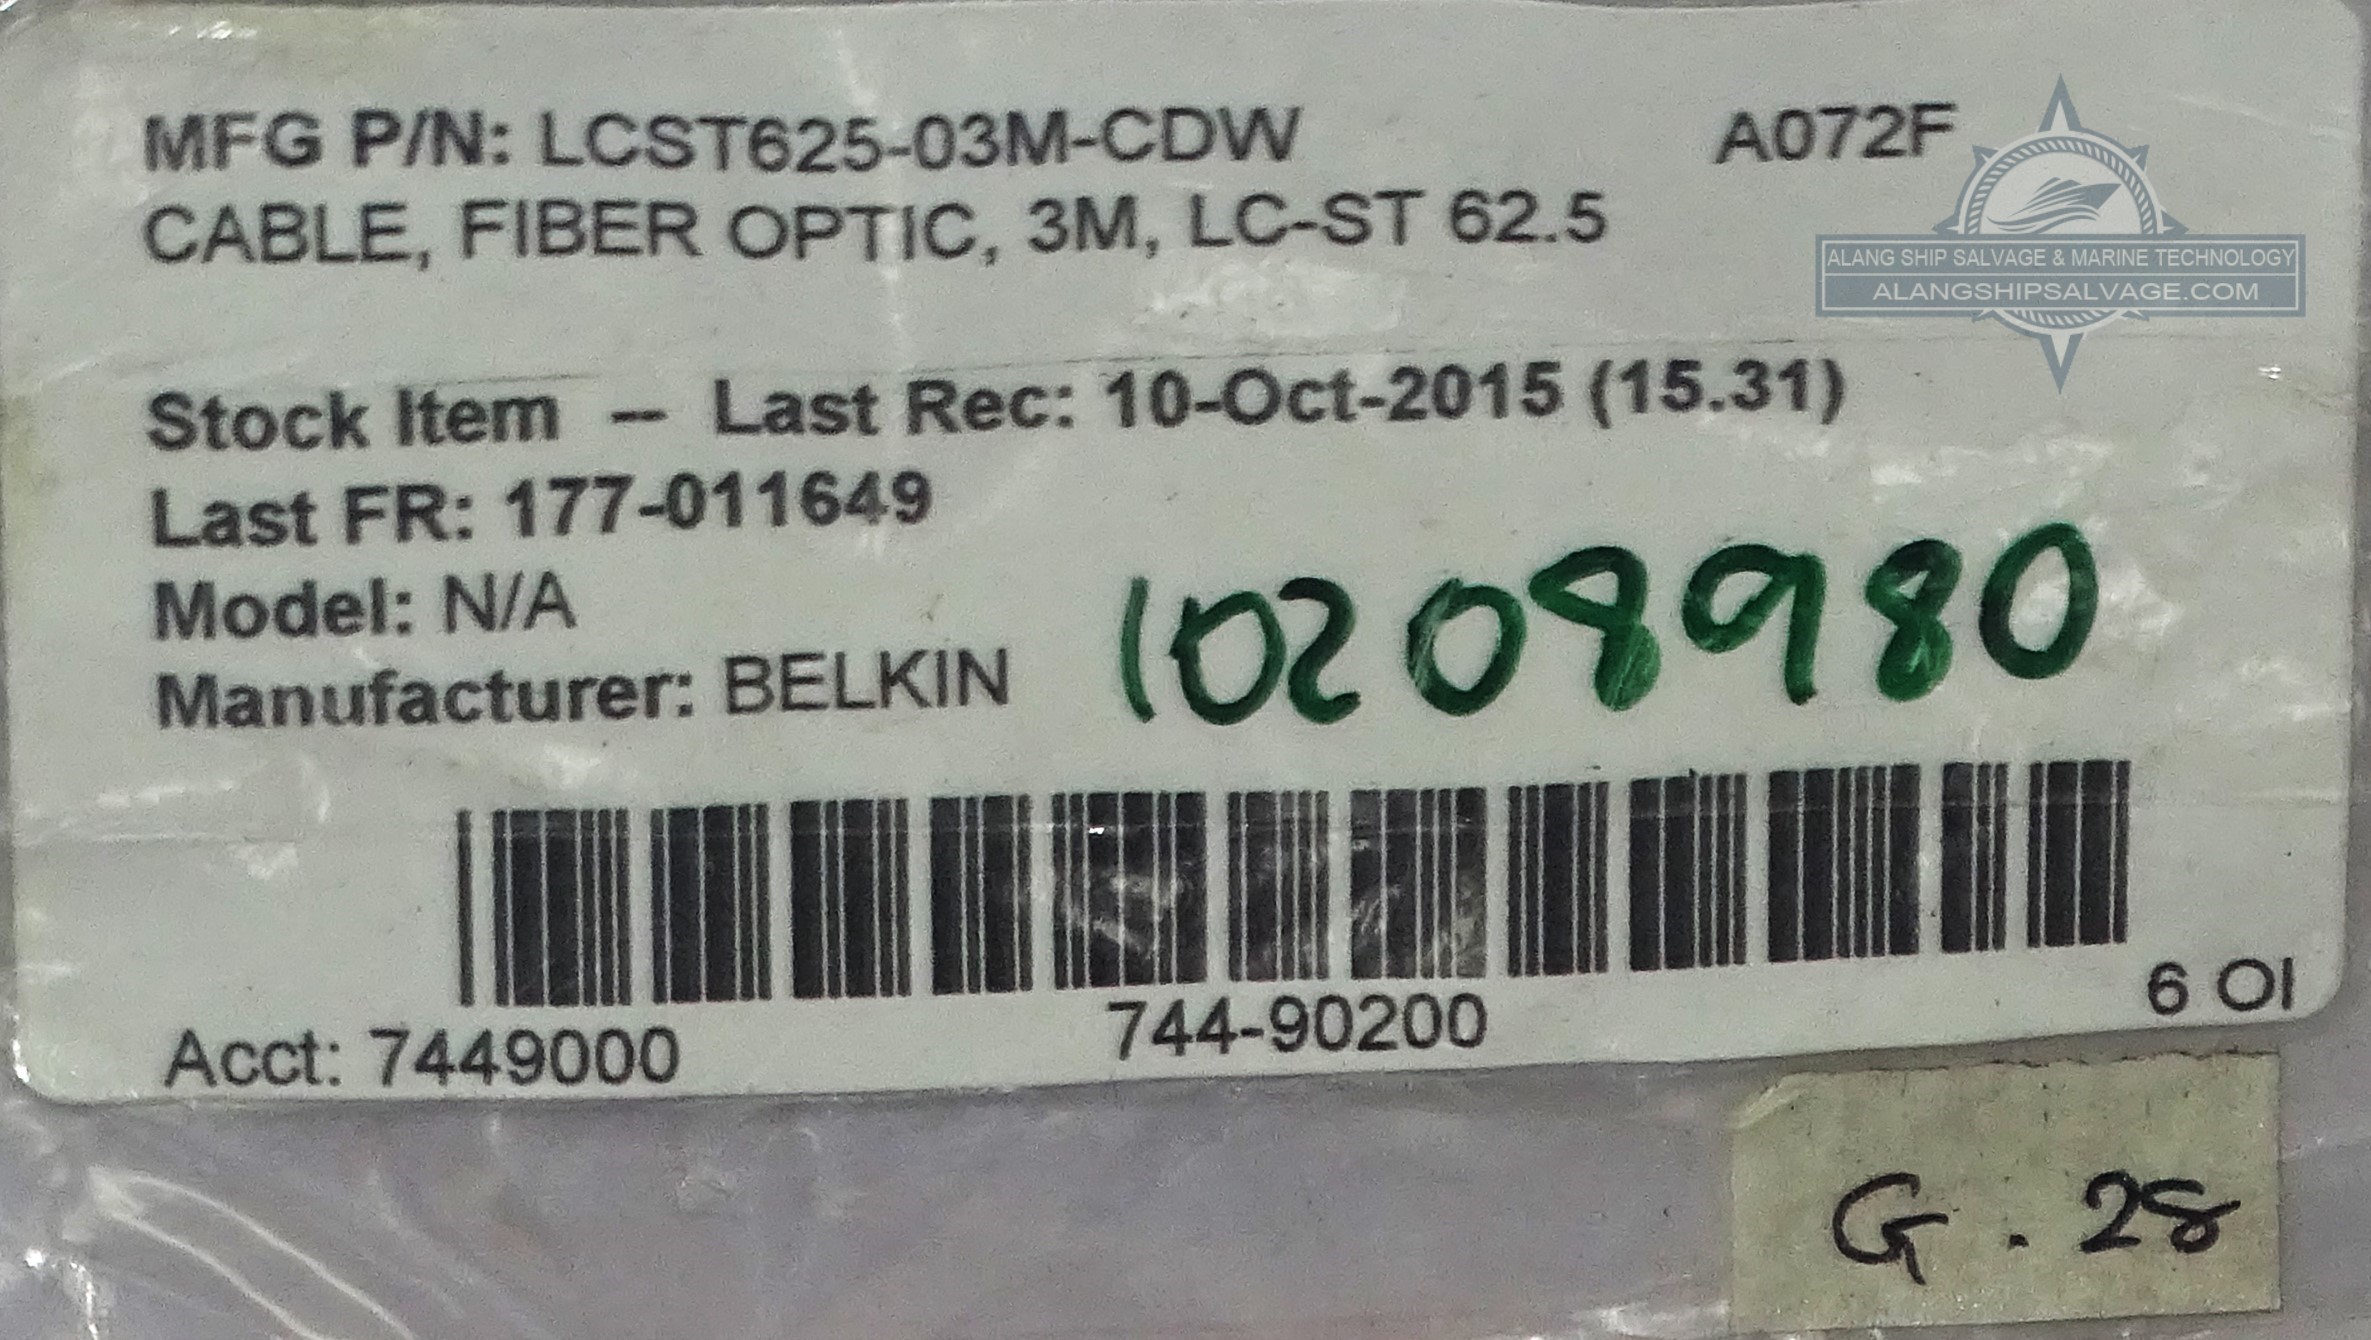 MFG P/N: LCST625-03M-CDW A072F
CABLE, FIBER OPTIC, 3M, LC-ST 62.5
ALANG SHIP SALVAGE & MARINE TECHNOLOGY
ALANGSHIPSALVAGE.COM
Stock Item – Last Rec: 10-Oct-2015 (15.31)
Last FR: 177-011649
Model: N/A
Manufacturer: BELKIN
10208980
Acct: 7449000 744-90200 6 OI
G.28